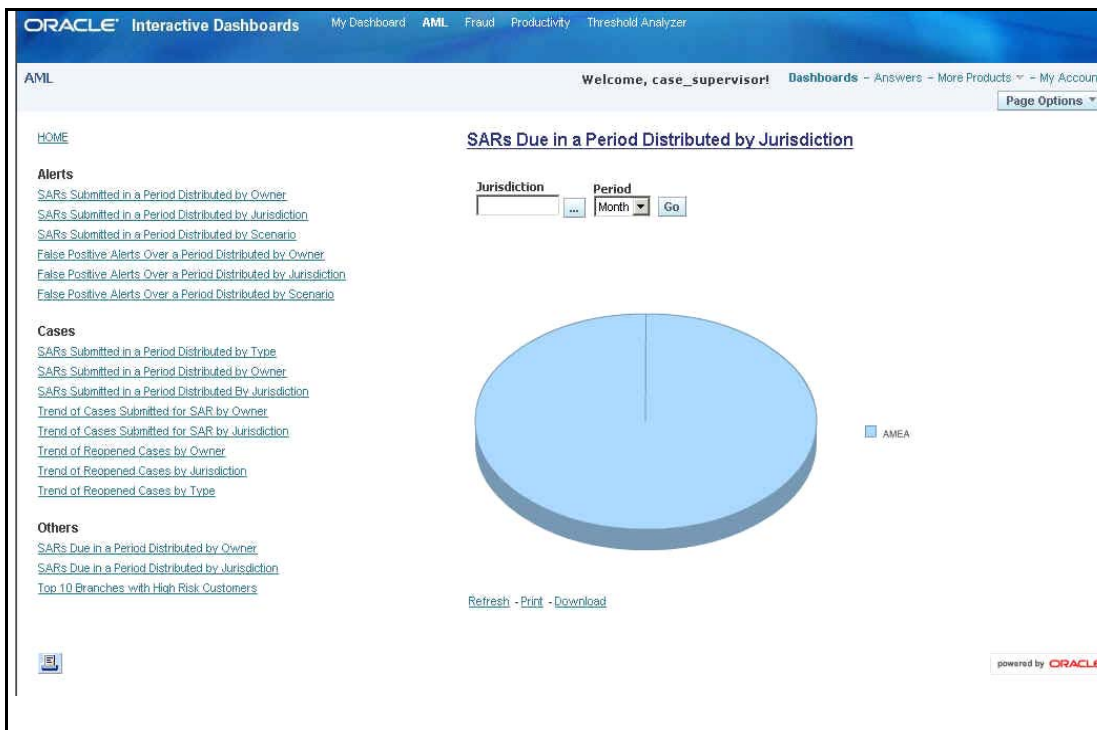 ORACLE Interactive Dashboards My Dashboard AML Fraud Productivity Threshold Analyzer
AML Welcome, case_supervisor! Dashboards - Answers - More Products - My Accoun
Page Options
HOME
SARs Due in a Period Distributed by Jurisdiction
Jurisdiction Period
... Month Go
Alerts
SARs Submitted in a Period Distributed by Owner
SARs Submitted in a Period Distributed by Jurisdiction
SARs Submitted in a Period Distributed by Scenario
False Positive Alerts Over a Period Distributed by Owner
False Positive Alerts Over a Period Distributed by Jurisdiction
False Positive Alerts Over a Period Distributed by Scenario
Cases
SARs Submitted in a Period Distributed by Type
SARs Submitted in a Period Distributed by Owner
SARs Submitted in a Period Distributed By Jurisdiction
Trend of Cases Submitted for SAR by Owner
Trend of Cases Submitted for SAR by Jurisdiction
Trend of Reopened Cases by Owner
Trend of Reopened Cases by Jurisdiction
Trend of Reopened Cases by Type
Others
SARs Due in a Period Distributed by Owner
SARs Due in a Period Distributed by Jurisdiction
Top 10 Branches with High Risk Customers
AMEA
Refresh - Print - Download
powered by ORACLE